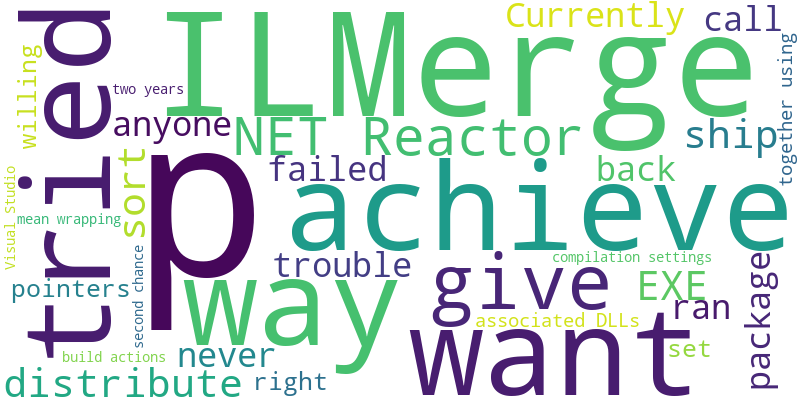 Currently
call
ILMerge
tried
willing
two years
anyone
NET Reactor
ship
together using
p
sort
failed
back
achieve
Visual Studio
mean wrapping
trouble
compilation settings
second chance
pointers
way
give
EXE
ran
package
associated DLLs
want
set
build actions
never
distribute
right